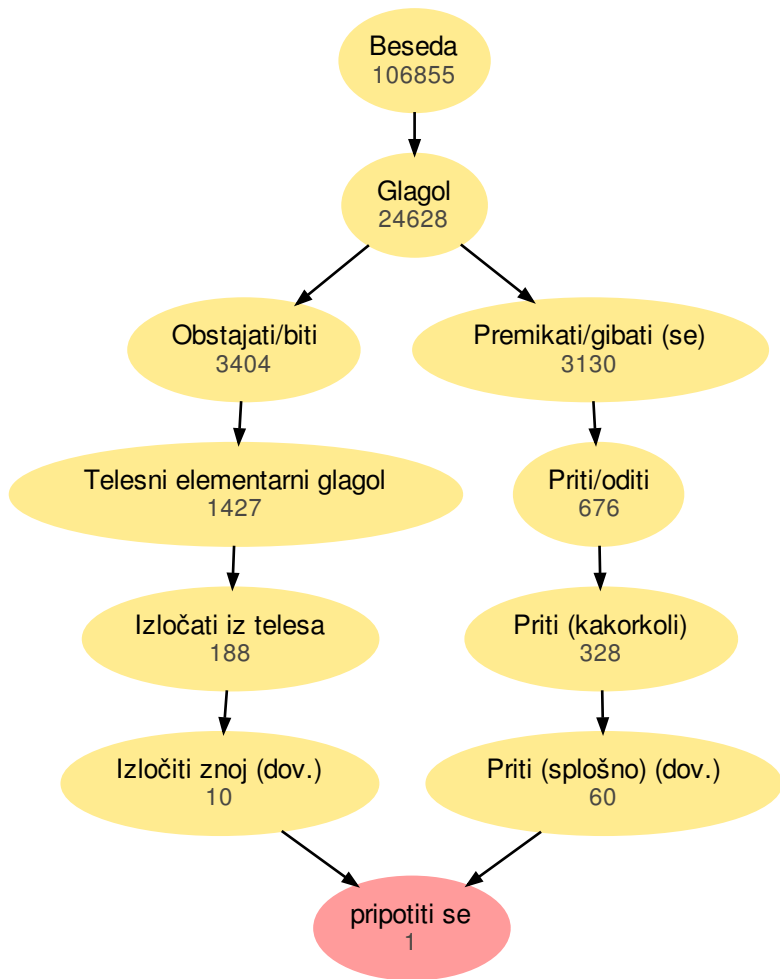 Beseda
106855
Glagol
24628
Obstajati/biti
3404
Premikati/gibati (se)
3130
Telesni elementarni glagol
1427
Priti/oditi
676
Izločati iz telesa
188
Priti (kakorkoli)
328
Izločiti znoj (dov.)
10
Priti (splošno) (dov.)
60
pripotiti se
1